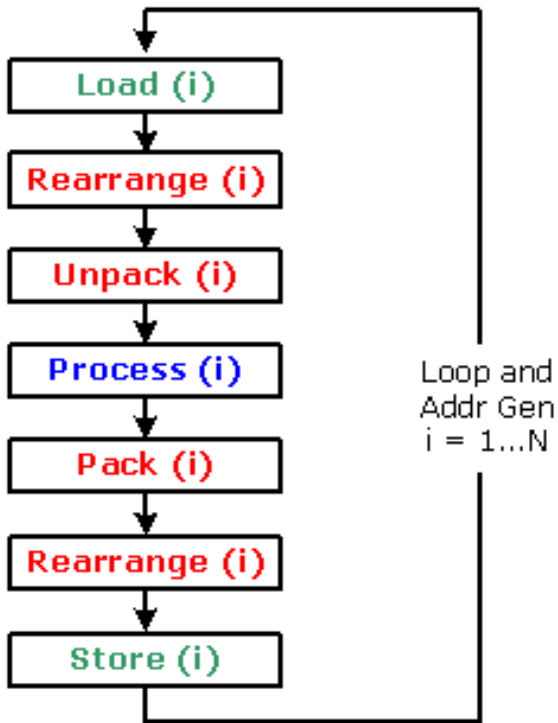 Load (i)
Rearrange (i)
Unpack (i)
Process (i)
Pack (i)
Rearrange (i)
Store (i)
Loop and
Addr Gen
i = 1...N